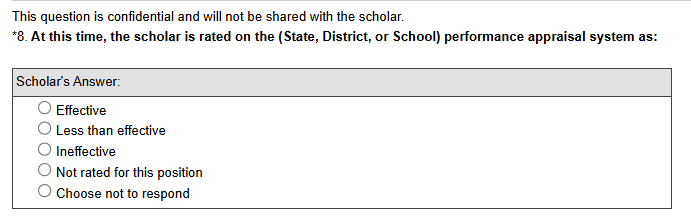 This question is confidential and will not be shared with the scholar.
*8. At this time, the scholar is rated on the (State, District, or School) performance appraisal system as:
Scholar's Answer:
Effective
Less than effective
Ineffective
Not rated for this position
Choose not to respond